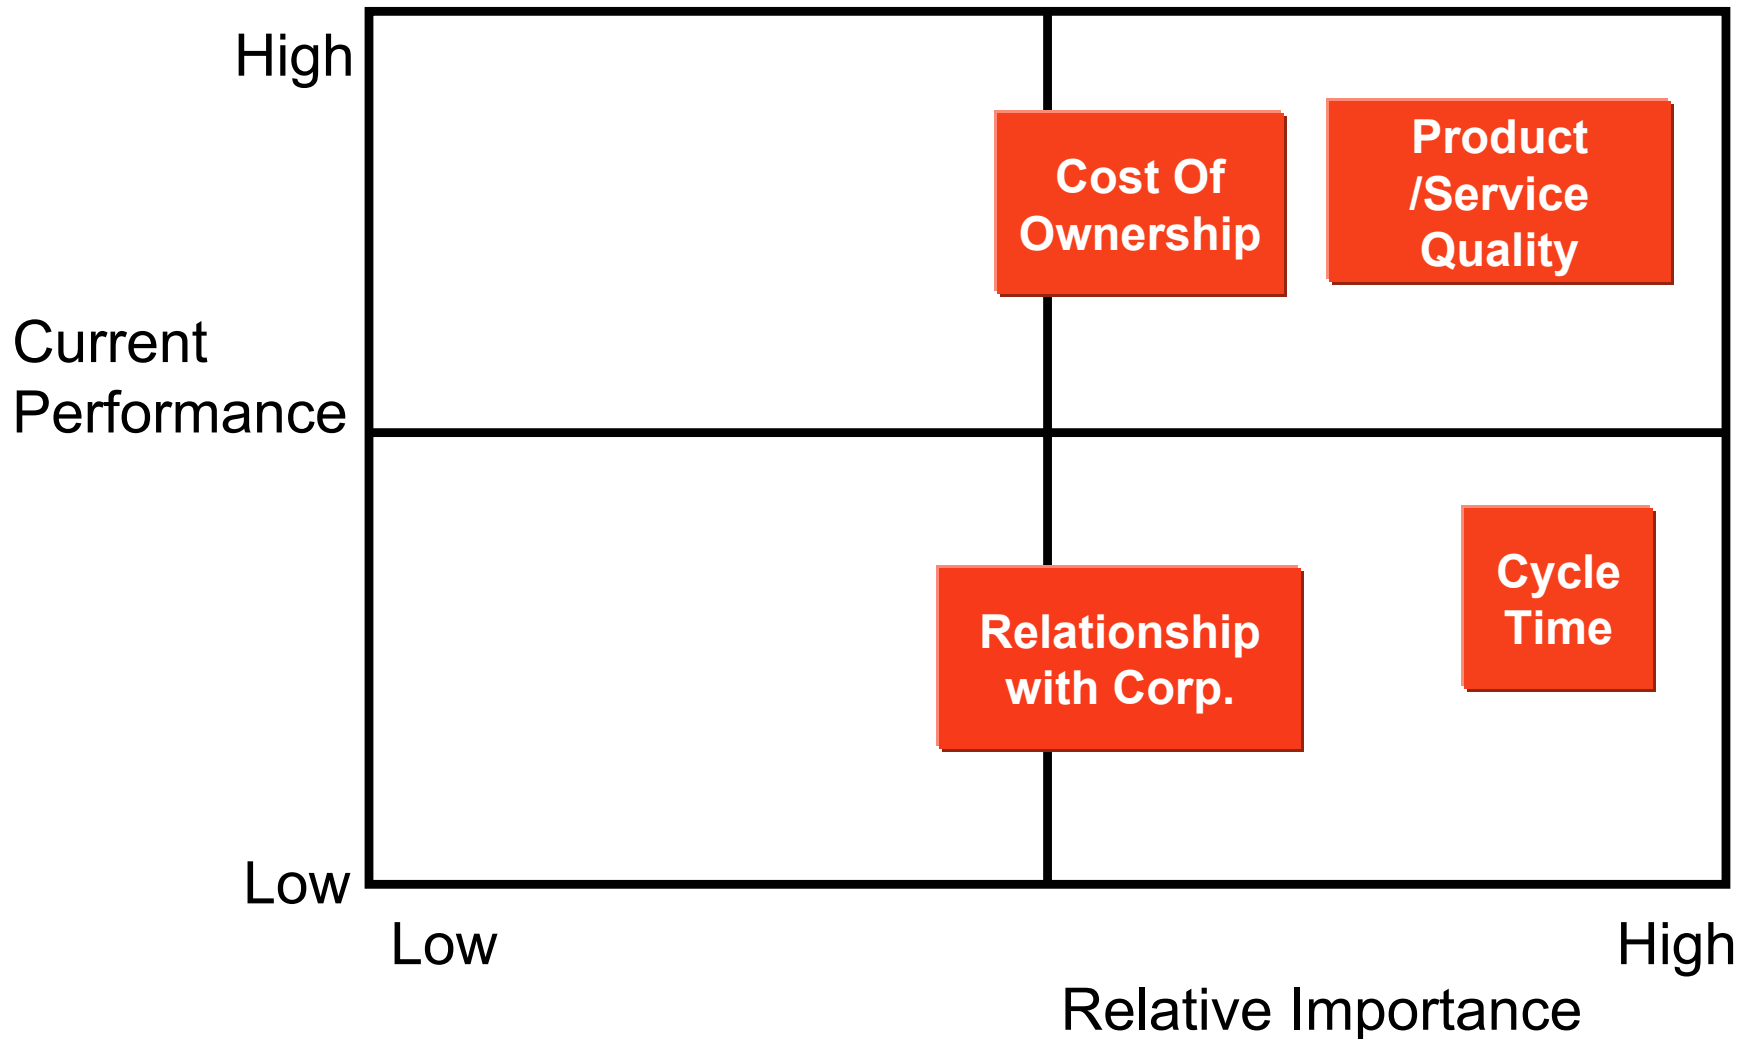 High
Cost Of
Ownership
Product
/Service
Quality
Current
Performance
Cycle
Time
Relationship
with Corp.
Low
Low
High
Relative Importance